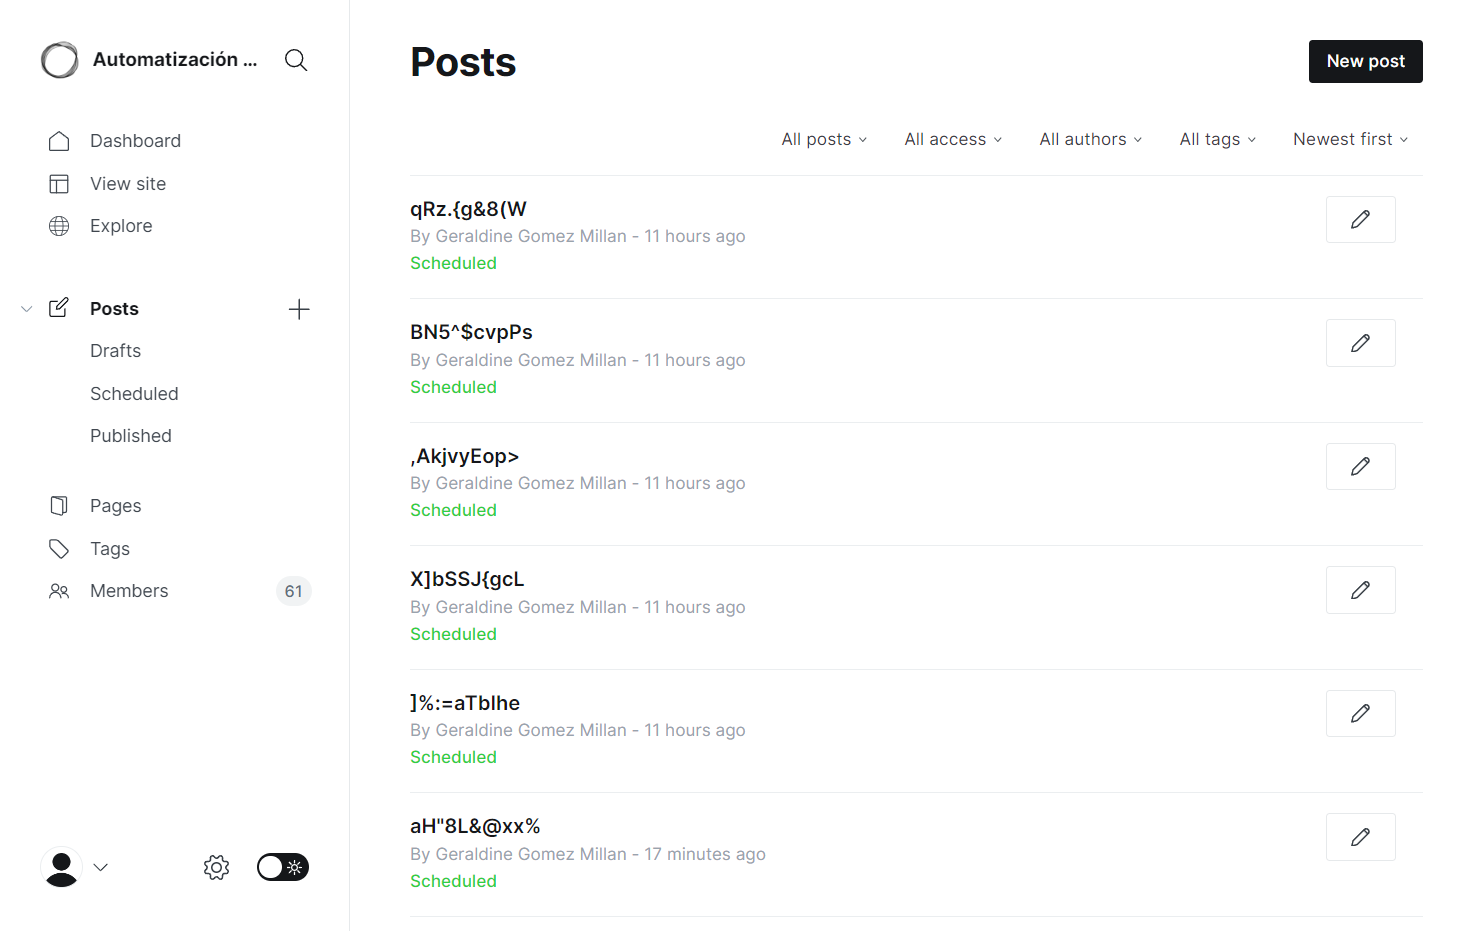 Automatización ...
Dashboard
View site
Explore
Posts
Drafts
Scheduled
Published
Pages
Tags
Members 61
Posts
New post
All posts All access All authors All tags Newest first
qRz.{g&8(W
By Geraldine Gomez Millan - 11 hours ago
Scheduled
BN5^$cvpPs
By Geraldine Gomez Millan - 11 hours ago
Scheduled
,AkjvyEop>
By Geraldine Gomez Millan - 11 hours ago
Scheduled
X]bSSJ{gcL
By Geraldine Gomez Millan - 11 hours ago
Scheduled
]%:=aTbIhe
By Geraldine Gomez Millan - 11 hours ago
Scheduled
aH"8L&@xx%
By Geraldine Gomez Millan - 17 minutes ago
Scheduled